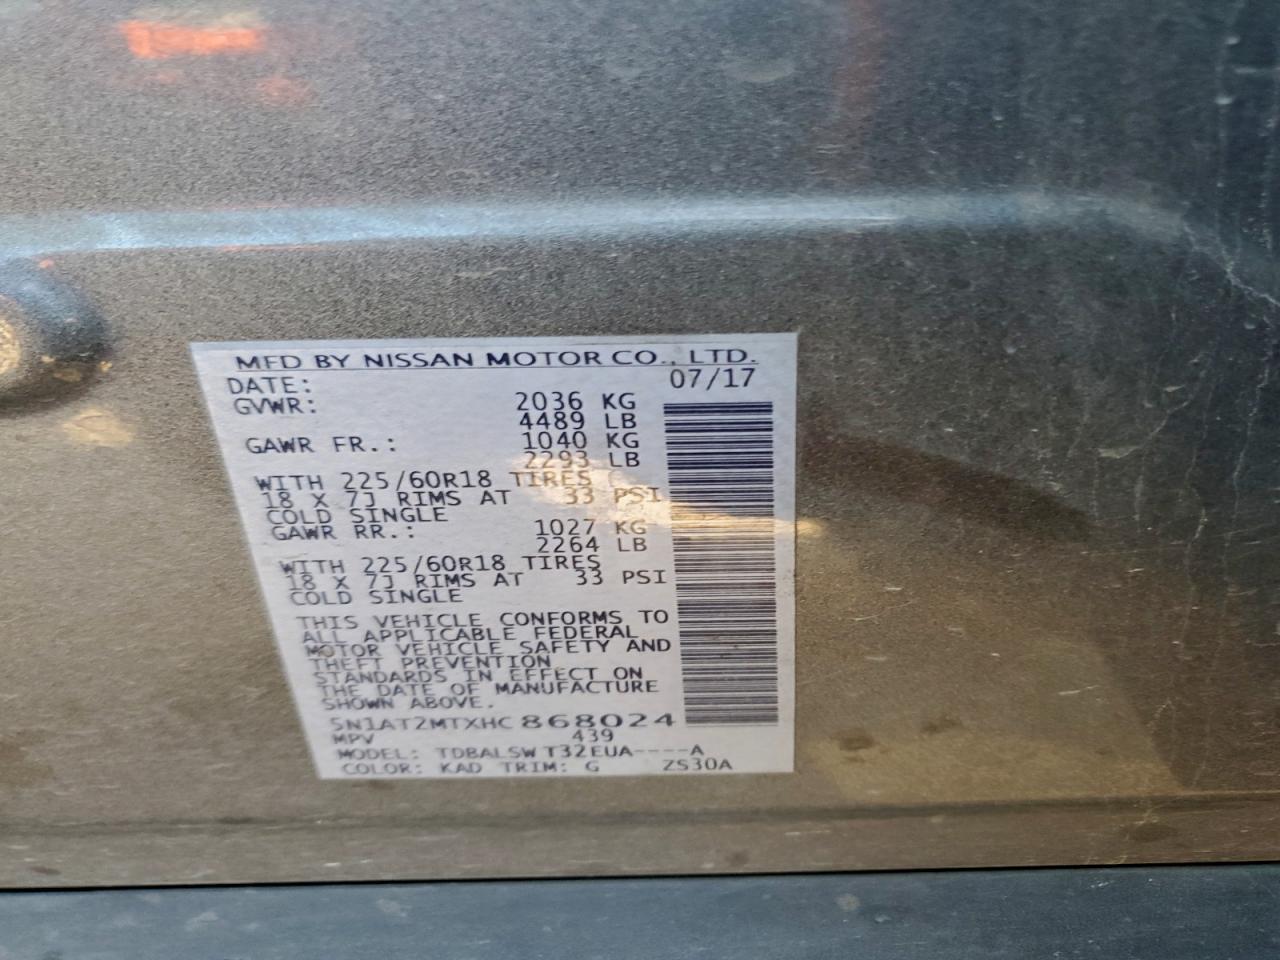 MFD BY NISSAN MOTOR CO., LTD.
DATE: 07/17
GVWR: 2036 KG
4489 LB
GAWR FR.: 1040 KG
2293 LB
WITH 225/60R18 TIRES
18 X 7J RIMS AT 33 PSI
COLD SINGLE
GAWR RR.: 1027 KG
2264 LB
WITH 225/60R18 TIRES
18 X 7J RIMS AT 33 PSI
COLD SINGLE
THIS VEHICLE CONFORMS TO
ALL APPLICABLE FEDERAL
MOTOR VEHICLE SAFETY AND
THEFT PREVENTION
STANDARDS IN EFFECT ON
THE DATE OF MANUFACTURE
SHOWN ABOVE.
5N1AT2MTXHC868024
MPV 439
MODEL: TDBALSW T32EUA----A
COLOR: KAD TRIM: G ZS30A